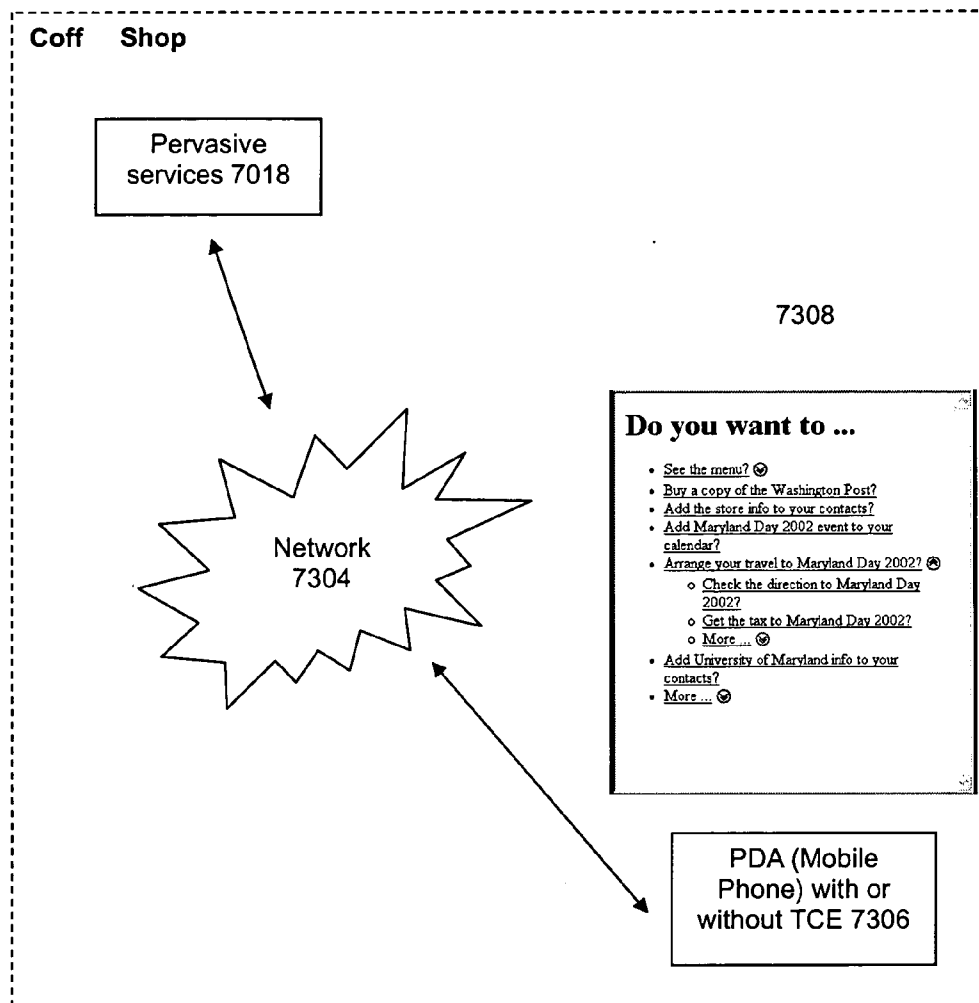 Coff Shop
Pervasive
services 7018
7308
Do you want to ...
• See the menu?
• Buy a copy of the Washington Post?
• Add the store info to your contacts?
• Add Maryland Day 2002 event to your
calendar?
• Arrange your travel to Maryland Day 2002?
o Check the direction to Maryland Day
2002?
o Get the tax to Maryland Day 2002?
o More ...
• Add University of Maryland info to your
contacts?
• More ...
Network
7304
PDA (Mobile
Phone) with or
without TCE 7306